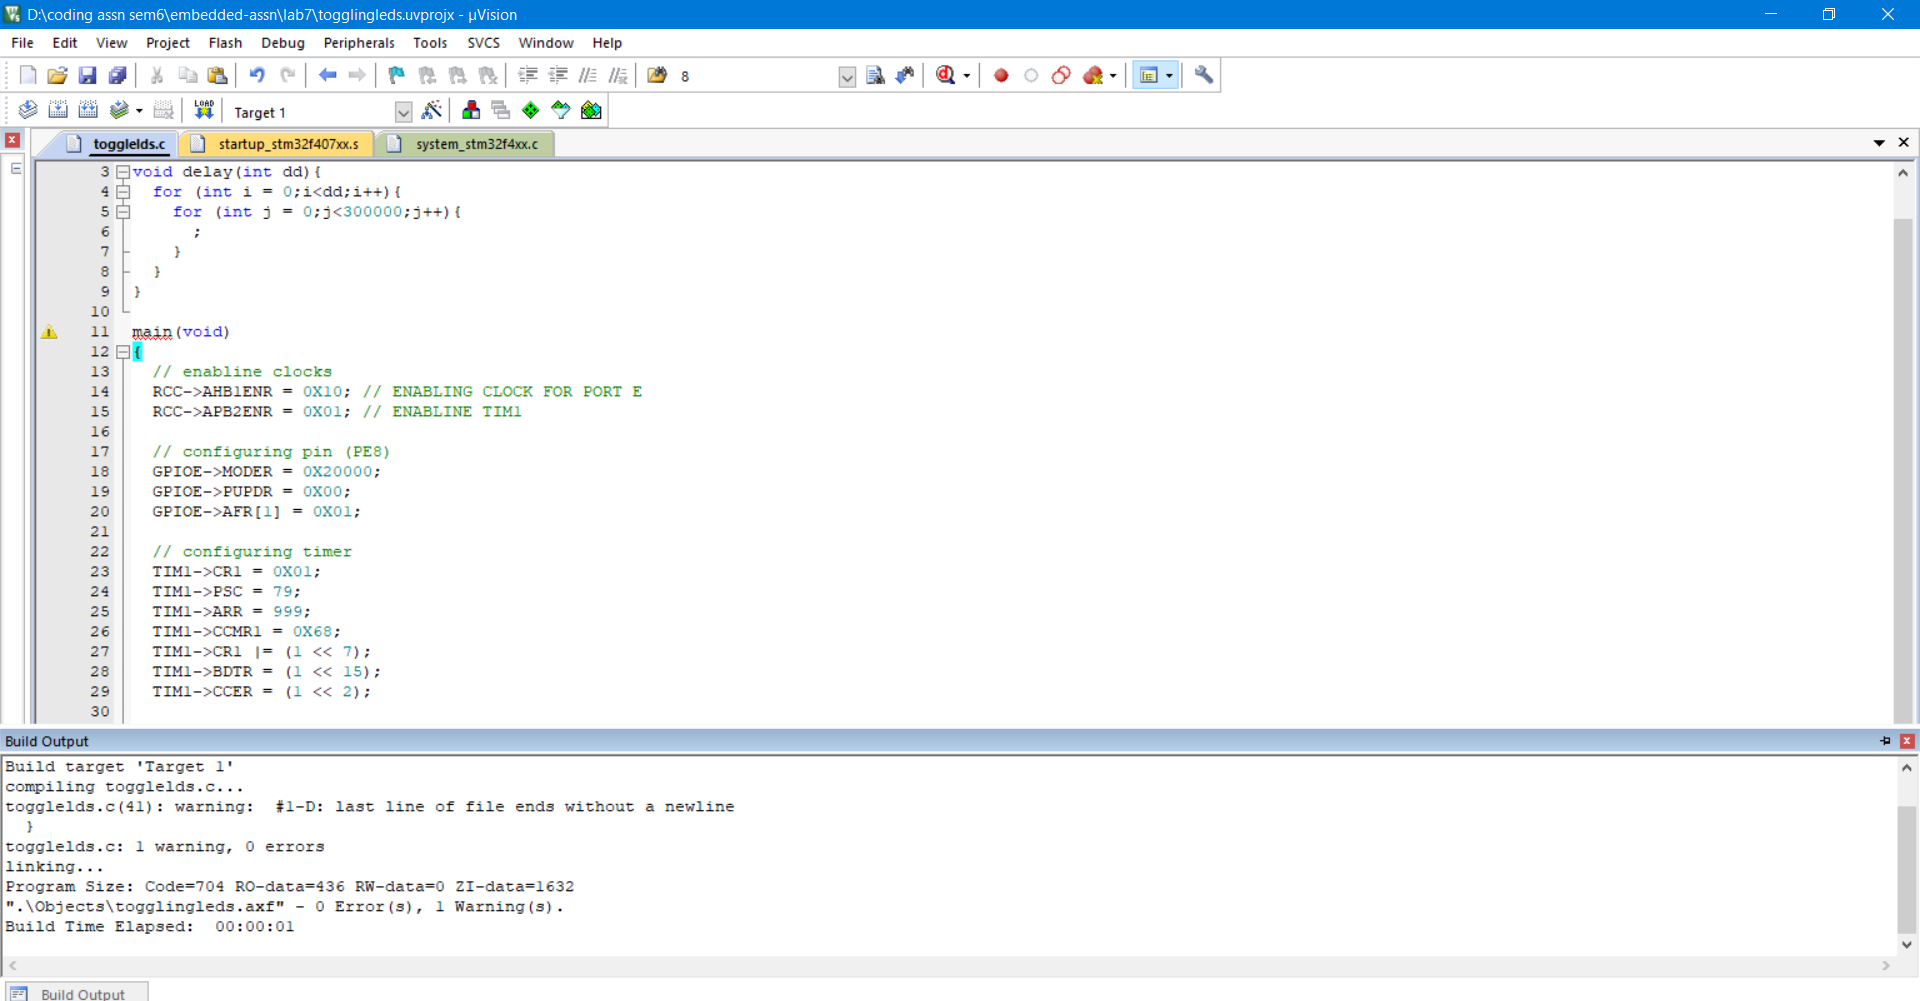 D:\coding assn sem6\embedded-assn\lab7\togglingleds.uvprojx - µVision
File Edit View Project Flash Debug Peripherals Tools SVCS Window Help
8
LOAD Target 1
togglelds.c startup_stm32f407xx.s system_stm32f4xx.c
3 void delay(int dd){
4 for (int i = 0;i<dd;i++){
5 for (int j = 0;j<300000;j++){
6 ;
7 }
8 }
9 }
10
11 main(void)
12 {
13 // enabline clocks
14 RCC->AHB1ENR = 0X10; // ENABLING CLOCK FOR PORT E
15 RCC->APB2ENR = 0X01; // ENABLINE TIM1
16
17 // configuring pin (PE8)
18 GPIOE->MODER = 0X20000;
19 GPIOE->PUPDR = 0X00;
20 GPIOE->AFR[1] = 0X01;
21
22 // configuring timer
23 TIM1->CR1 = 0X01;
24 TIM1->PSC = 79;
25 TIM1->ARR = 999;
26 TIM1->CCMR1 = 0X68;
27 TIM1->CR1 |= (1 << 7);
28 TIM1->BDTR = (1 << 15);
29 TIM1->CCER = (1 << 2);
30
Build Output
Build target 'Target 1'
compiling togglelds.c...
togglelds.c(41): warning:  #1-D: last line of file ends without a newline
}
togglelds.c: 1 warning, 0 errors
linking...
Program Size: Code=704 RO-data=436 RW-data=0 ZI-data=1632
".\Objects\togglingleds.axf" - 0 Error(s), 1 Warning(s).
Build Time Elapsed:  00:00:01
Build Output